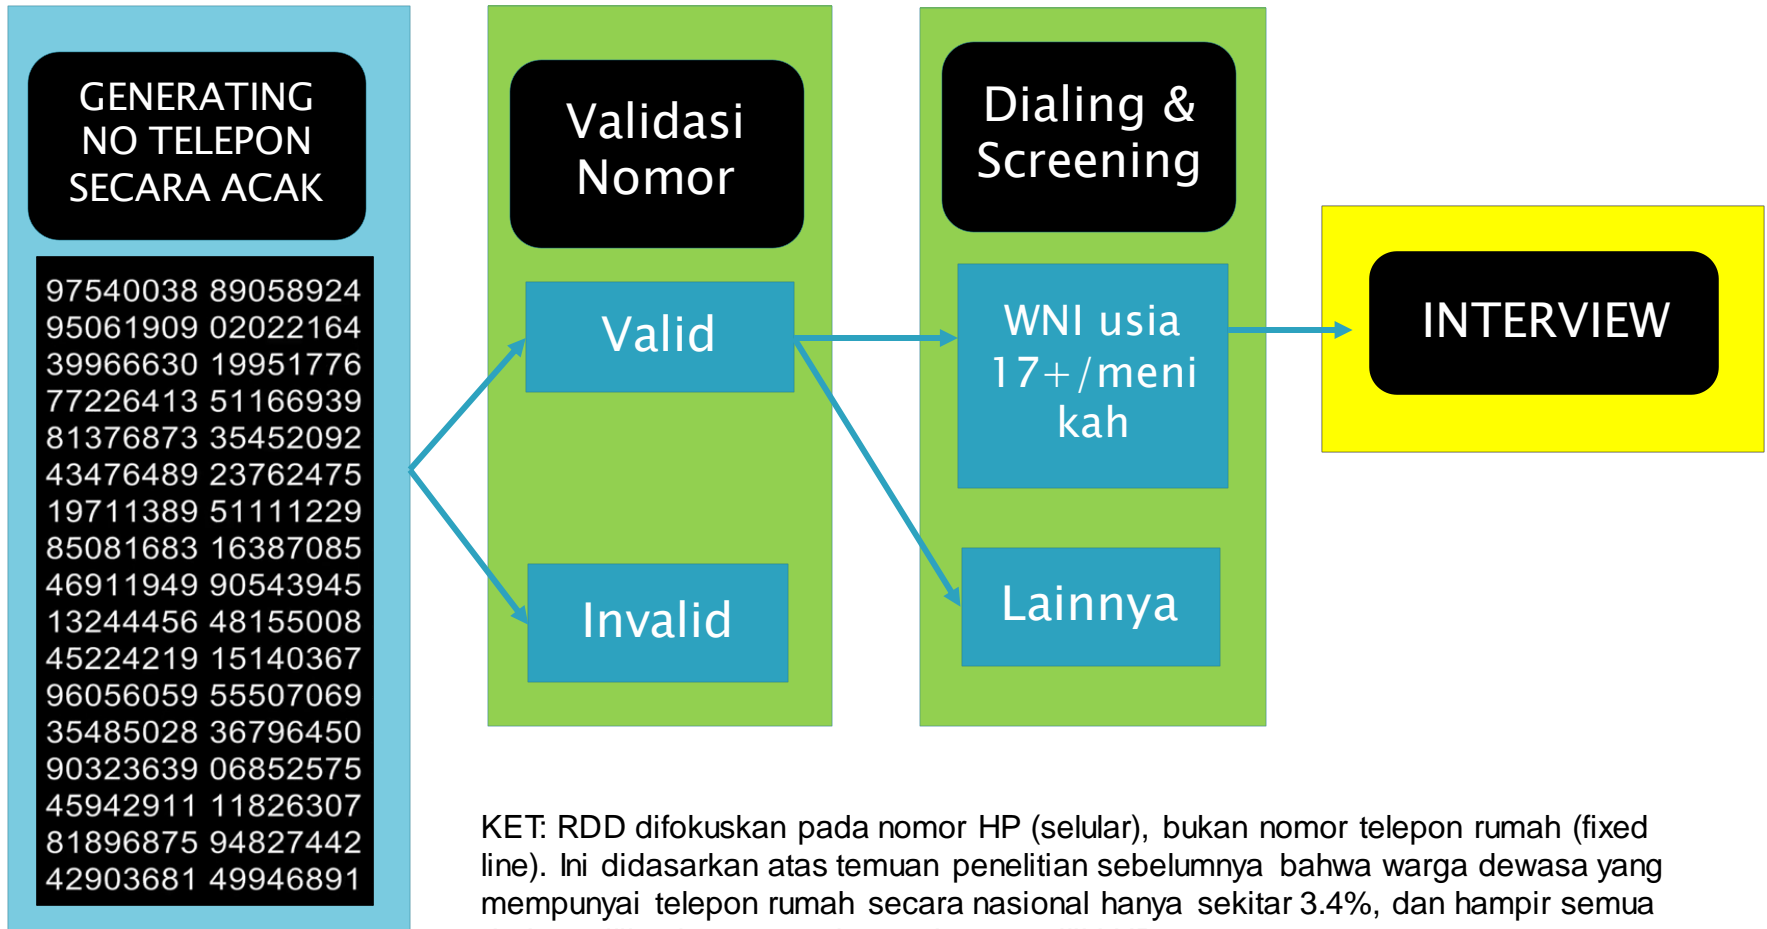 GENERATING
NO TELEPON
SECARA ACAK
97540038 89058924
95061909 02022164
39966630 19951776
77226413 51166939
81376873 35452092
43476489 23762475
19711389 51111229
85081683 16387085
46911949 90543945
13244456 48155008
45224219 15140367
96056059 55507069
35485028 36796450
90323639 06852575
45942911 11826307
81896875 94827442
42903681 49946891
Validasi
Nomor
Valid
Invalid
Dialing &
Screening
WNI usia
17+/meni
kah
Lainnya
INTERVIEW
KET: RDD difokuskan pada nomor HP (selular), bukan nomor telepon rumah (fixed
line). Ini didasarkan atas temuan penelitian sebelumnya bahwa warga dewasa yang
mempunyai telepon rumah secara nasional hanya sekitar 3.4%, dan hampir semua